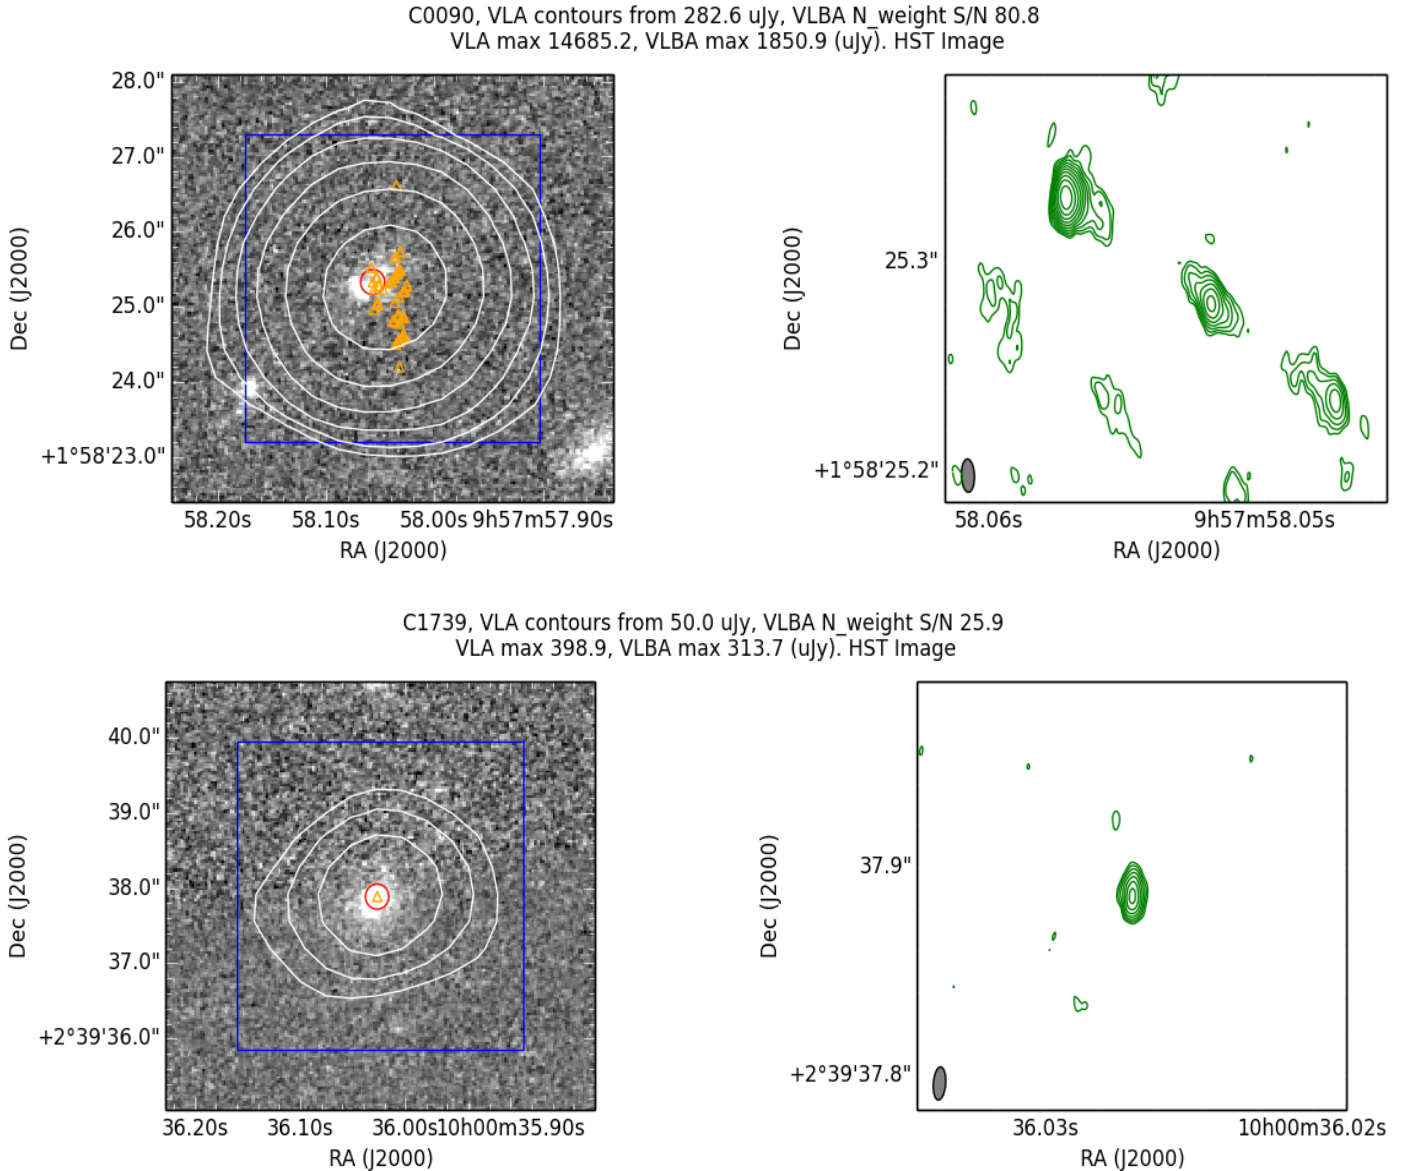 C0090, VLA contours from 282.6 uJy, VLBA N_weight S/N 80.8
VLA max 14685.2, VLBA max 1850.9 (uJy). HST Image
28.0"
27.0"
26.0"
25.0"
24.0"
+1°58'23.0"
Dec (J2000)
58.20s 58.10s 58.00s 9h57m57.90s
RA (J2000)
25.3"
+1°58'25.2"
Dec (J2000)
58.06s 9h57m58.05s
RA (J2000)
C1739, VLA contours from 50.0 uJy, VLBA N_weight S/N 25.9
VLA max 398.9, VLBA max 313.7 (uJy). HST Image
40.0"
39.0"
38.0"
37.0"
+2°39'36.0"
Dec (J2000)
36.20s 36.10s 36.00s 10h00m35.90s
RA (J2000)
37.9"
+2°39'37.8"
Dec (J2000)
36.03s 10h00m36.02s
RA (J2000)